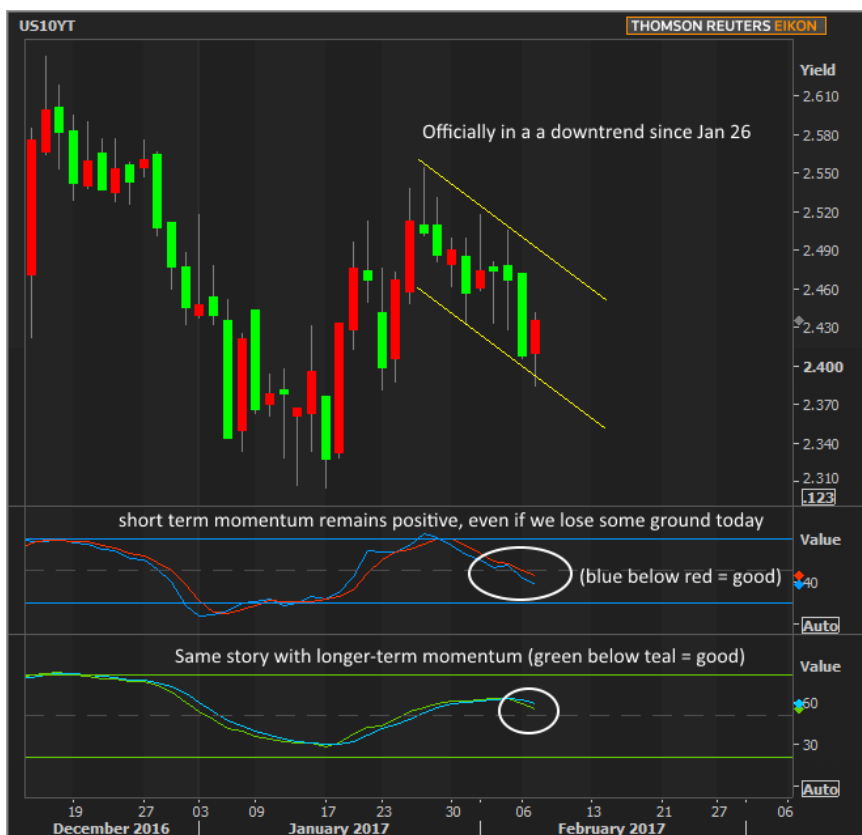 US10YT
THOMSON REUTERS EIKON
Yield
2.610
Officially in a a downtrend since Jan 26
2.580
2.550
2.520
2.490
2.460
2.430
2.400
2.370
2.340
2.310
.123
short term momentum remains positive, even if we lose some ground today
Value
(blue below red = good)
40
Auto
Same story with longer-term momentum (green below teal = good)
Value
60
30
Auto
19 27 03 09 17 23 30 06 13 21 27 06
December 2016 January 2017 February 2017